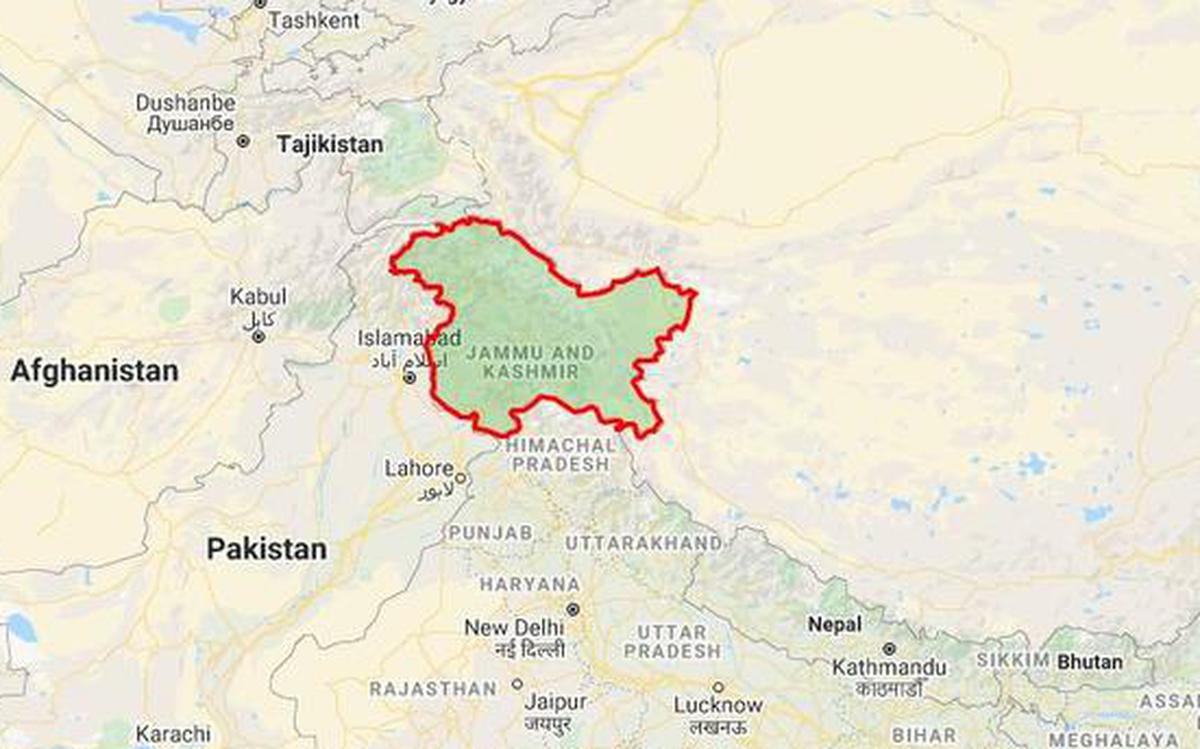 Tashkent
Dushanbe
Душанбе
Tajikistan
Kabul
كابل
Islamabad
اسلام آباد
Afghanistan
JAMMU AND
KASHMIR
HIMACHAL
PRADESH
Lahore
لاہور
PUNJAB
UTTARAKHAND
Pakistan
HARYANA
New Delhi
नई दिल्ली
UTTAR
PRADESH
Nepal
Kathmandu
काठमाडौँ
SIKKIM
Bhutan
RAJASTHAN
Jaipur
जयपुर
Lucknow
लखनऊ
ASSA
Karachi
BIHAR
MEGHALAYA